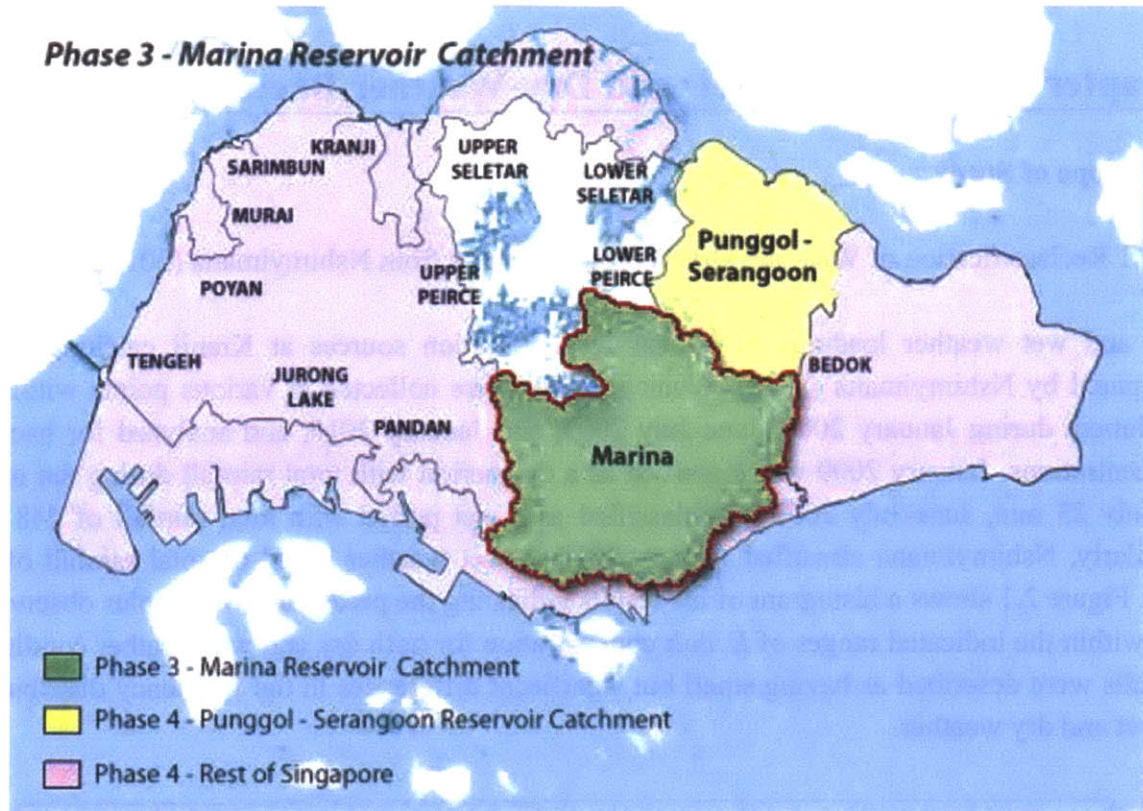 Phase 3 - Marina Reservoir Catchment
KRANJI
SARIMBUN
MURAI
POYAN
TENGEH
JURONG
LAKE
PANDAN
UPPER
SELETAR
LOWER
SELETAR
UPPER
PEIRCE
LOWER
PEIRCE
Punggol -
Serangoon
BEDOK
Marina
Phase 3 - Marina Reservoir Catchment
Phase 4 - Punggol - Serangoon Reservoir Catchment
Phase 4 - Rest of Singapore